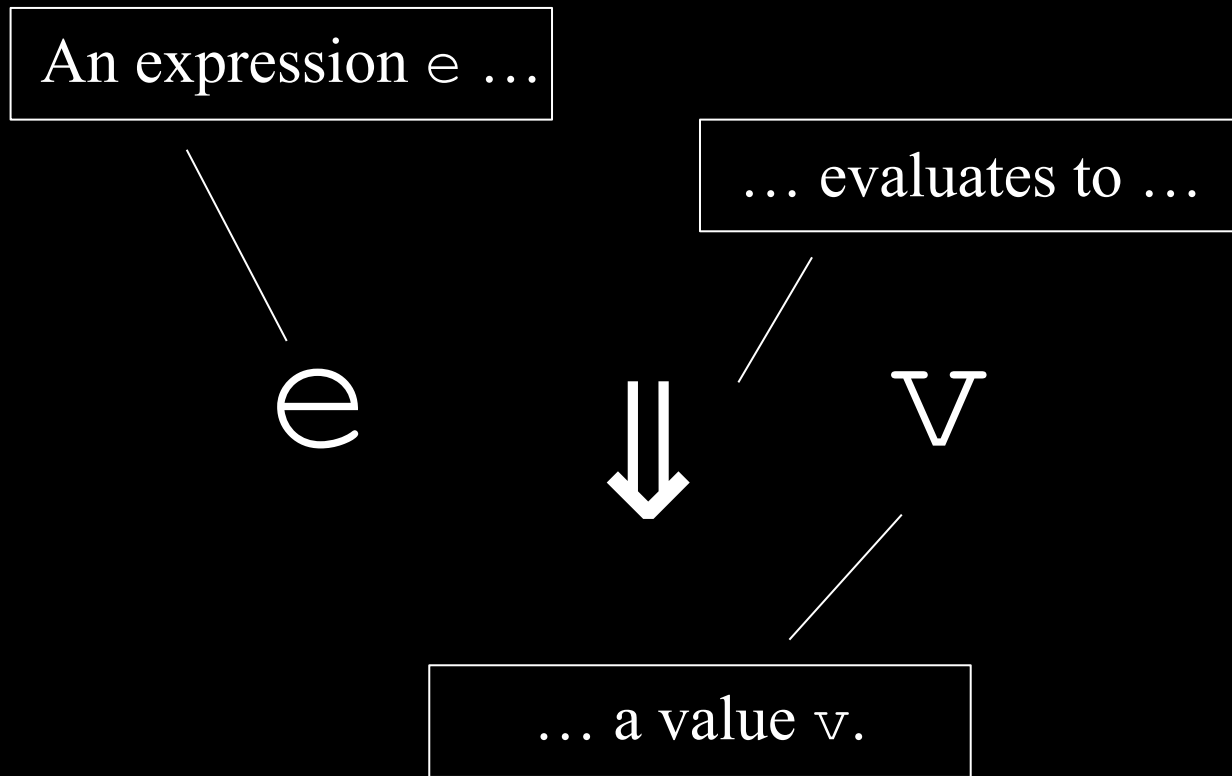 An expression e …
… evaluates to …
e ⇓ v
… a value v.